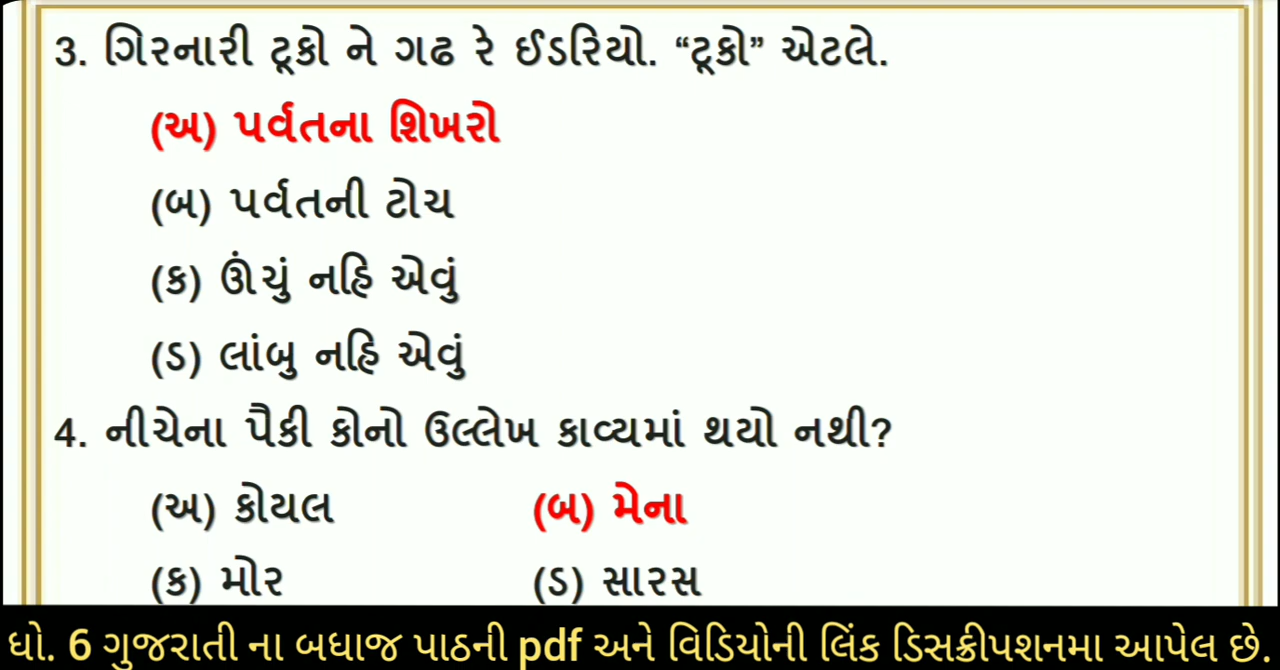 3. ગિરનારી ટૂકો ને ગઢ રે ઈડરિયો. “ટૂકો” એટલે.
(અ) પર્વતના શિખરો
(બ) પર્વતની ટોચ
(ક) ઊંચું નહિ એવું
(ડ) લાંબુ નહિ એવું
4. નીચેના પૈકી કોનો ઉલ્લેખ કાવ્યમાં થયો નથી?
(અ) કોયલ (બ) મેના
(ક) મોર (ડ) સારસ
ધો. 6 ગુજરાતી ના બધાજ પાઠની pdf અને વિડિયોની લિંક ડિસક્રીપશનમા આપેલ છે.